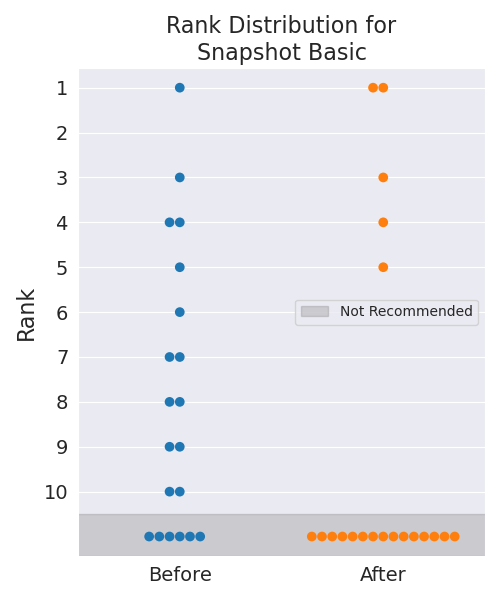 Rank Distribution for
Snapshot Basic
Rank
1
2
3
4
5
6
7
8
9
10
Not Recommended
Before
After